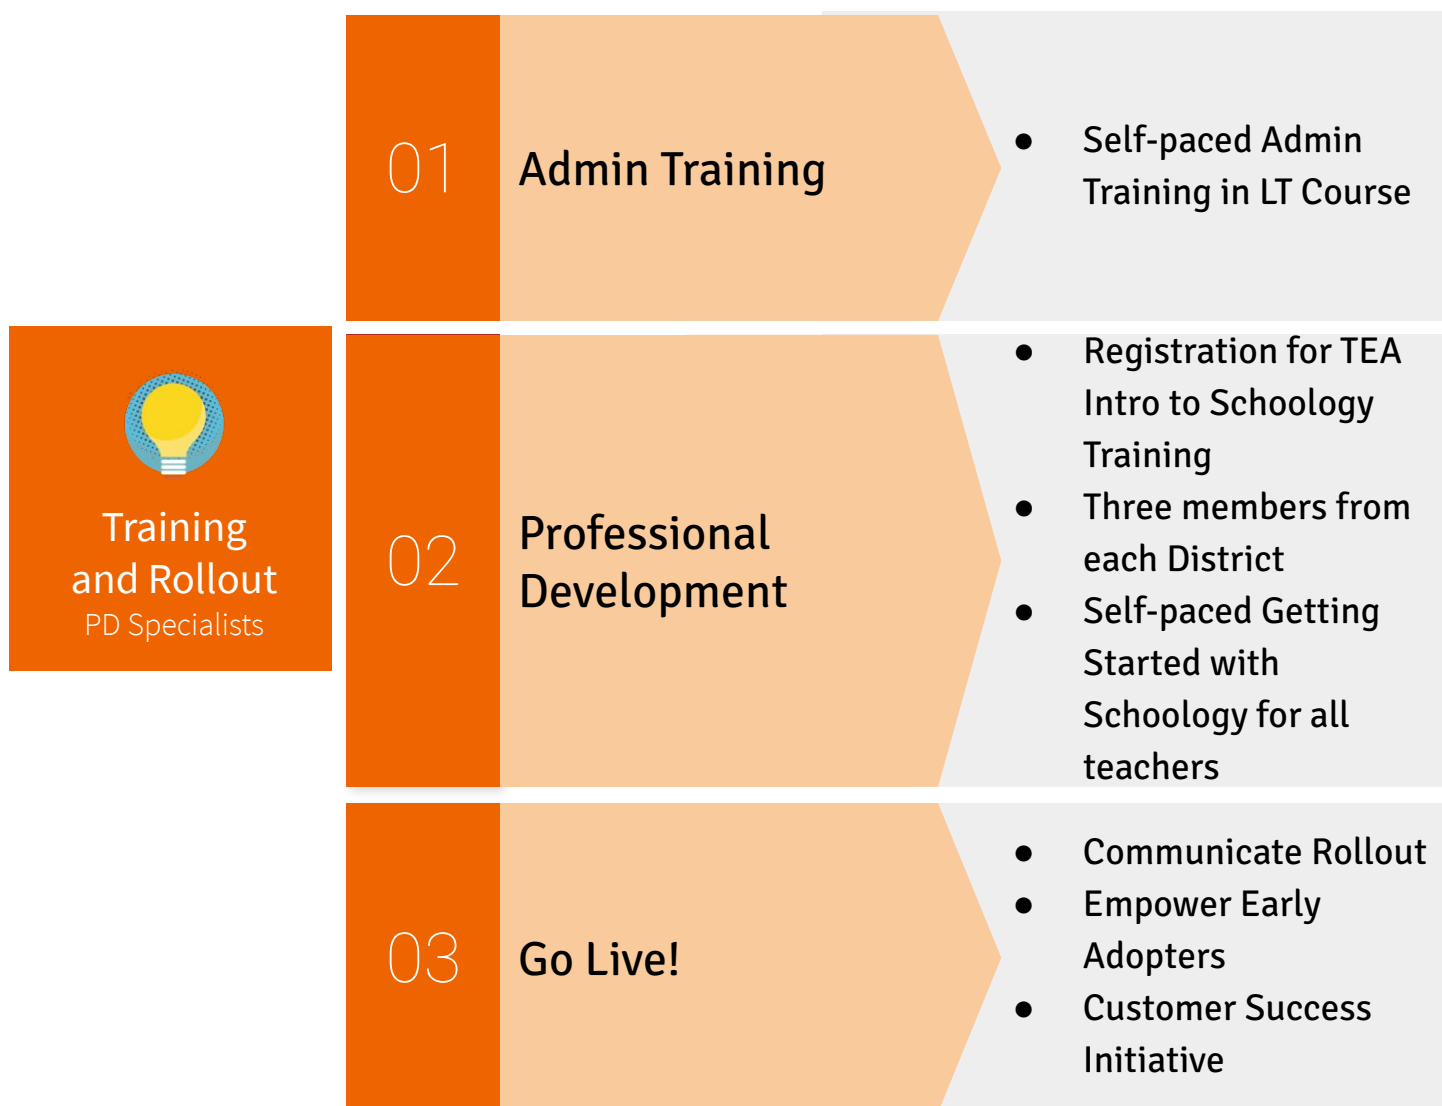 Training
and Rollout
PD Specialists
01
Admin Training
● Self-paced Admin
Training in LT Course
02
Professional
Development
● Registration for TEA
Intro to Schoology
Training
● Three members from
each District
● Self-paced Getting
Started with
Schoology for all
teachers
03
Go Live!
● Communicate Rollout
● Empower Early
Adopters
● Customer Success
Initiative